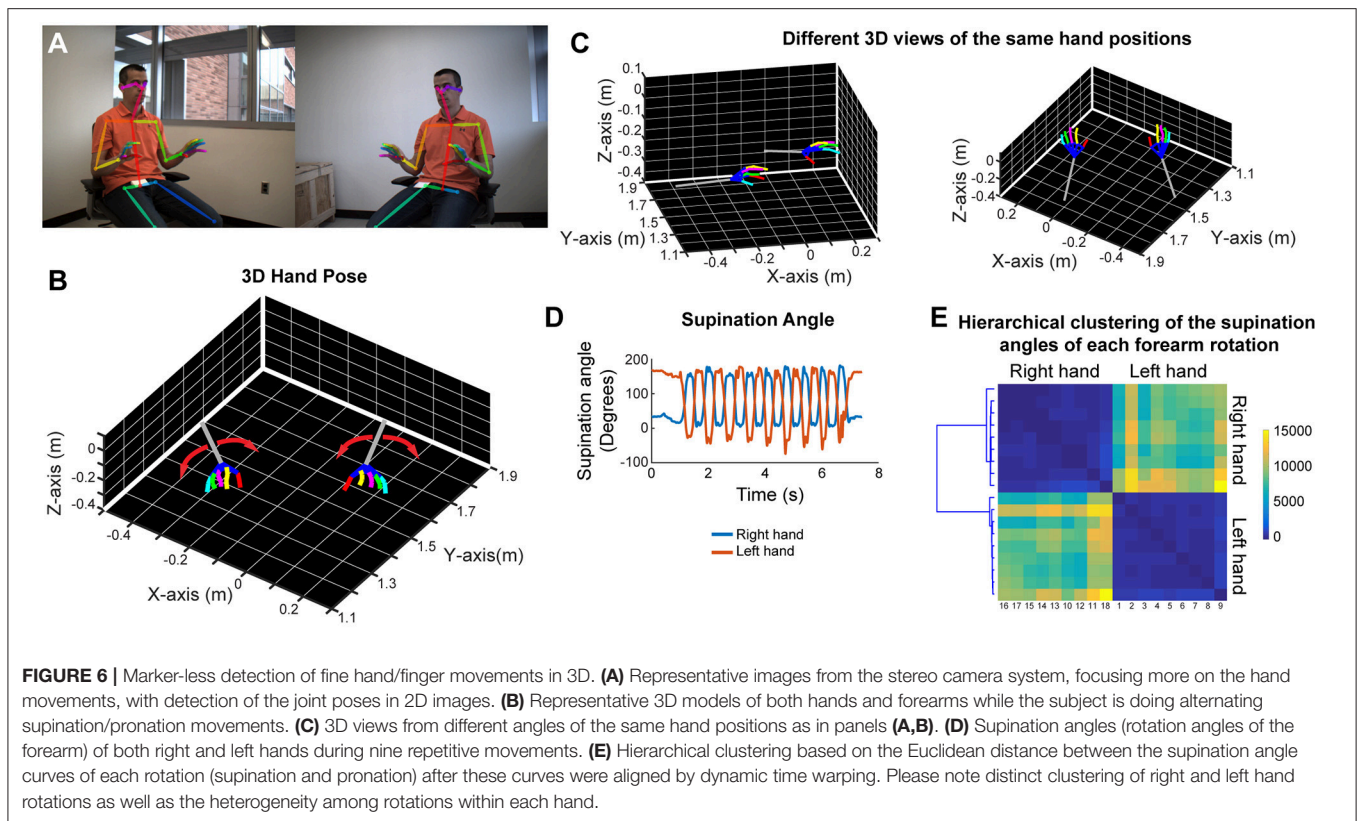 A
C
Different 3D views of the same hand positions
Z-axis (m)
0.1
0
-0.1
-0.2
-0.3
-0.4
1.9
1.7
1.5
1.3
1.1
Y-axis (m)
-0.4
-0.2
0
0.2
X-axis (m)
Z-axis (m)
0
-0.2
-0.4
0.2
0
-0.2
-0.4
X-axis (m)
1.1
1.3
1.5
1.7
1.9
Y-axis (m)
B
3D Hand Pose
Z-axis (m)
0
-0.2
-0.4
-0.4
-0.2
0
0.2
X-axis (m)
1.9
1.7
1.5
1.3
1.1
Y-axis(m)
D
Supination Angle
Supination angle
(Degrees)
200
100
0
-100
0 2 4 6 8
Time (s)
Right hand
Left hand
E
Hierarchical clustering of the supination
angles of each forearm rotation
Right hand Left hand
Right hand
Left hand
15000
10000
5000
0
16 17 15 14 13 10 12 11 18 1 2 3 4 5 6 7 8 9
FIGURE 6 | Marker-less detection of fine hand/finger movements in 3D. (A) Representative images from the stereo camera system, focusing more on the hand
movements, with detection of the joint poses in 2D images. (B) Representative 3D models of both hands and forearms while the subject is doing alternating
supination/pronation movements. (C) 3D views from different angles of the same hand positions as in panels (A,B). (D) Supination angles (rotation angles of the
forearm) of both right and left hands during nine repetitive movements. (E) Hierarchical clustering based on the Euclidean distance between the supination angle
curves of each rotation (supination and pronation) after these curves were aligned by dynamic time warping. Please note distinct clustering of right and left hand
rotations as well as the heterogeneity among rotations within each hand.